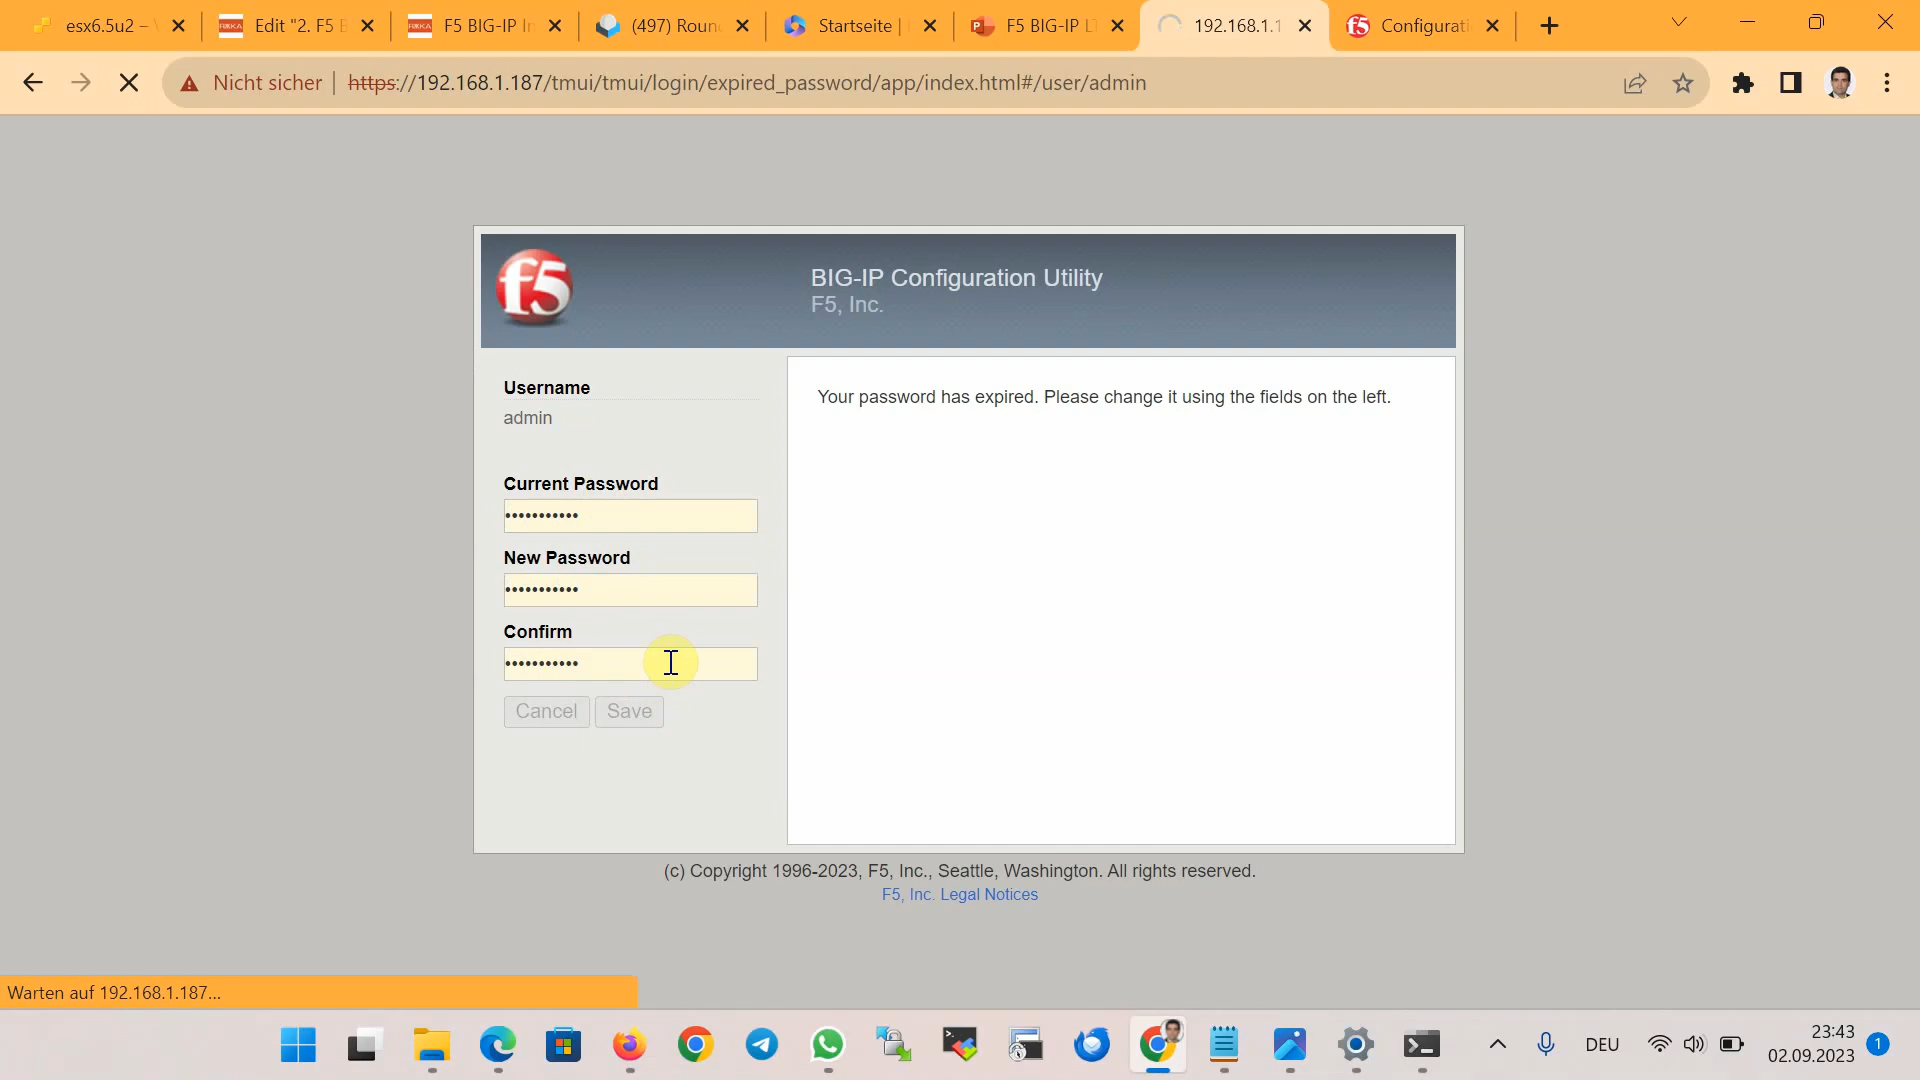 esx6.5u2 –
Edit "2. F5 B
F5 BIG-IP In
(497) Roun
Startseite |
F5 BIG-IP LT
192.168.1.1
Configurati
Nicht sicher
https://192.168.1.187/tmui/tmui/login/expired_password/app/index.html#/user/admin
f5
BIG-IP Configuration Utility
F5, Inc.
Username
admin
Current Password
•••••••••••
New Password
•••••••••••
Confirm
•••••••••••
Cancel
Save
Your password has expired. Please change it using the fields on the left.
(c) Copyright 1996-2023, F5, Inc., Seattle, Washington. All rights reserved.
F5, Inc. Legal Notices
Warten auf 192.168.1.187...
DEU
23:43
02.09.2023
1